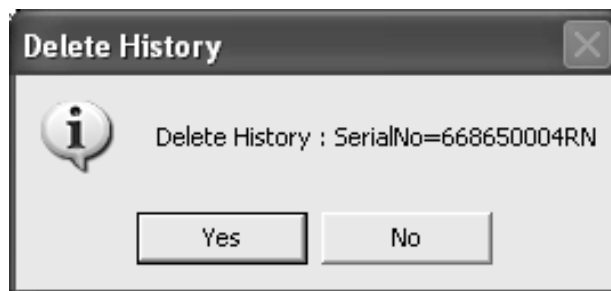 Delete History
Delete History : SerialNo=668650004RN
Yes
No